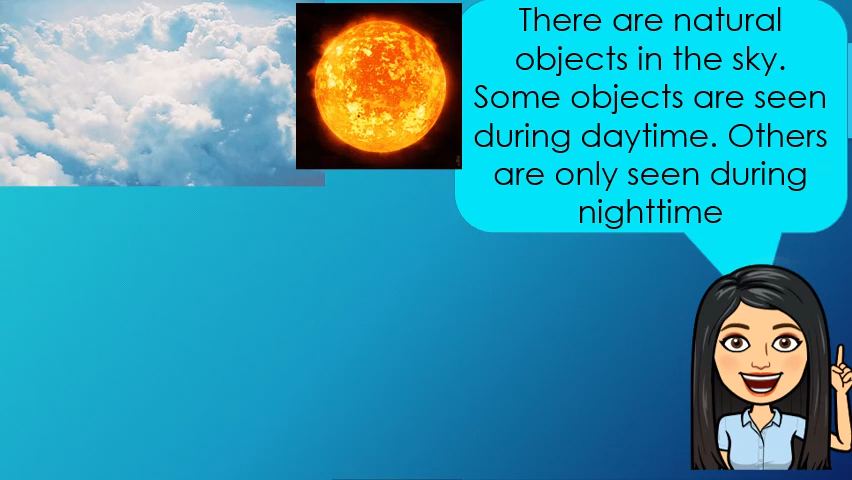 There are natural
objects in the sky.
Some objects are seen
during daytime. Others
are only seen during
nighttime